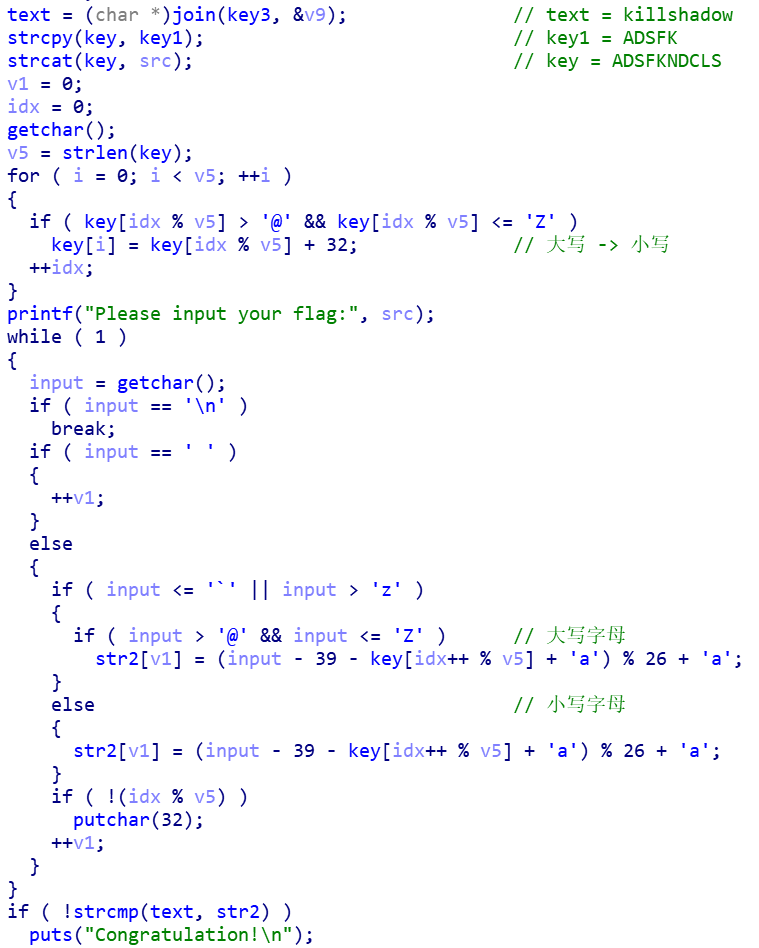 text = (char *)join(key3, &v9);               // text = killshadow
strcpy(key, key1);                            // key1 = ADSFK
strcat(key, src);                             // key = ADSFKNDCLS
v1 = 0;
idx = 0;
getchar();
v5 = strlen(key);
for ( i = 0; i < v5; ++i )
{
  if ( key[idx % v5] > '@' && key[idx % v5] <= 'Z' )
    key[i] = key[idx % v5] + 32;              // 大写 -> 小写
  ++idx;
}
printf("Please input your flag:", src);
while ( 1 )
{
  input = getchar();
  if ( input == '\n' )
    break;
  if ( input == ' ' )
  {
    ++v1;
  }
  else
  {
    if ( input <= '`' || input > 'z' )
    {
      if ( input > '@' && input <= 'Z' )      // 大写字母
        str2[v1] = (input - 39 - key[idx++ % v5] + 'a') % 26 + 'a';
    }
    else                                      // 小写字母
    {
      str2[v1] = (input - 39 - key[idx++ % v5] + 'a') % 26 + 'a';
    }
    if ( !(idx % v5) )
      putchar(32);
    ++v1;
  }
}
if ( !strcmp(text, str2) )
  puts("Congratulation!\n");